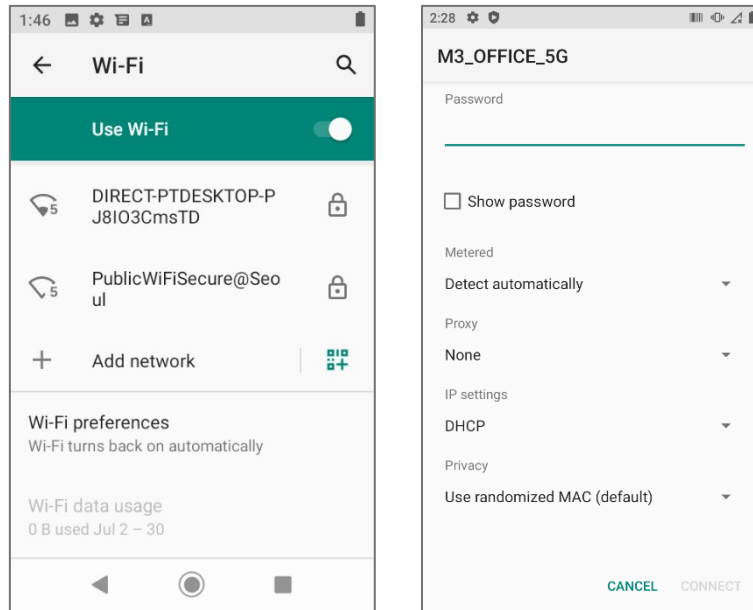 1:46
Wi-Fi
Use Wi-Fi
DIRECT-PTDESKTOP-P
J8IO3CmsTD
5
PublicWiFiSecure@Seo
ul
5
Add network
Wi-Fi preferences
Wi-Fi turns back on automatically
Wi-Fi data usage
0 B used Jul 2 – 30
2:28
M3_OFFICE_5G
Password
Show password
Metered
Detect automatically
Proxy
None
IP settings
DHCP
Privacy
Use randomized MAC (default)
CANCEL CONNECT